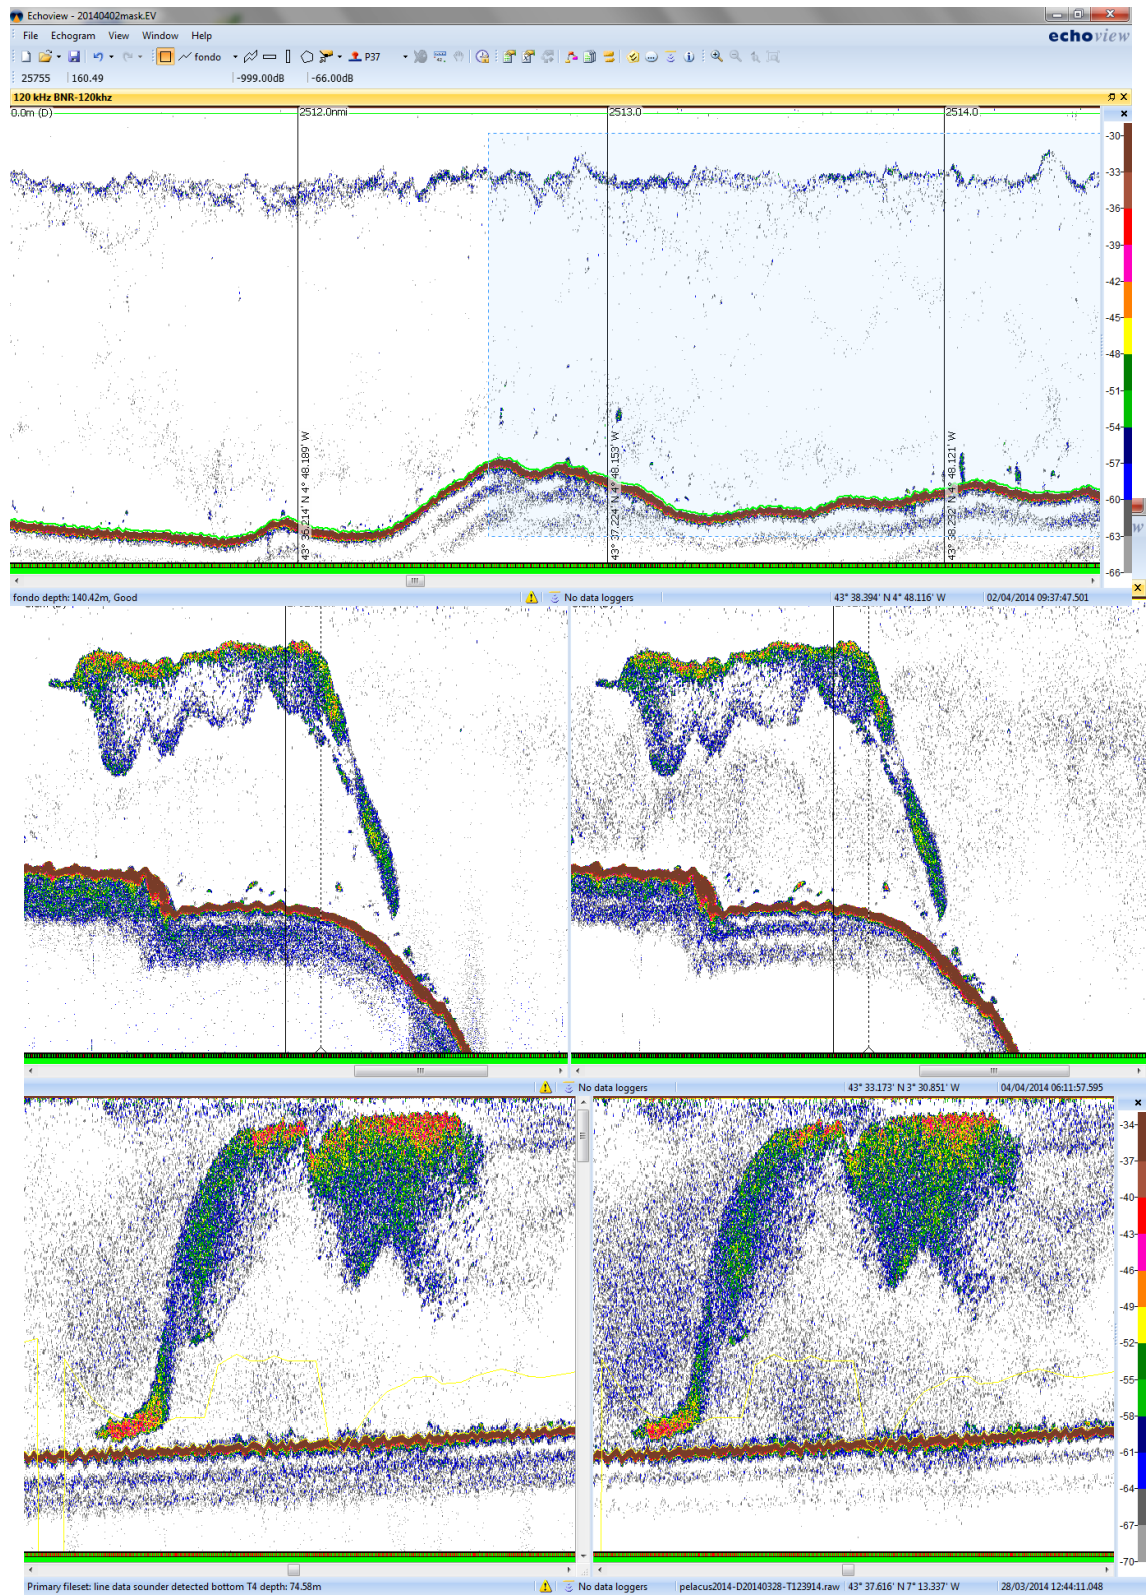 Echoview - 20140402mask.EV
File Echogram View Window Help
echoview
fondo
P37
25755 160.49 -999.00dB -66.00dB
120 kHz BNR-120khz
0.0m (D) 2512.0nmi 2513.0 2514.0
-30
-33
-36
-39
-42
-45
-48
-51
-54
-57
-60
-63
-66
43° 36.214' N 4° 48.189' W
43° 37.224' N 4° 48.153' W
43° 38.222' N 4° 48.121' W
fondo depth: 140.42m, Good No data loggers 43° 38.394' N 4° 48.116' W 02/04/2014 09:37:47.501
No data loggers 43° 33.173' N 3° 30.851' W 04/04/2014 06:11:57.595
-34
-37
-40
-43
-46
-49
-52
-55
-58
-61
-64
-67
-70
Primary fileset: line data sounder detected bottom T4 depth: 74.58m No data loggers pelacus2014-D20140328-T123914.raw 43° 37.616' N 7° 13.337' W 28/03/2014 12:44:11.048